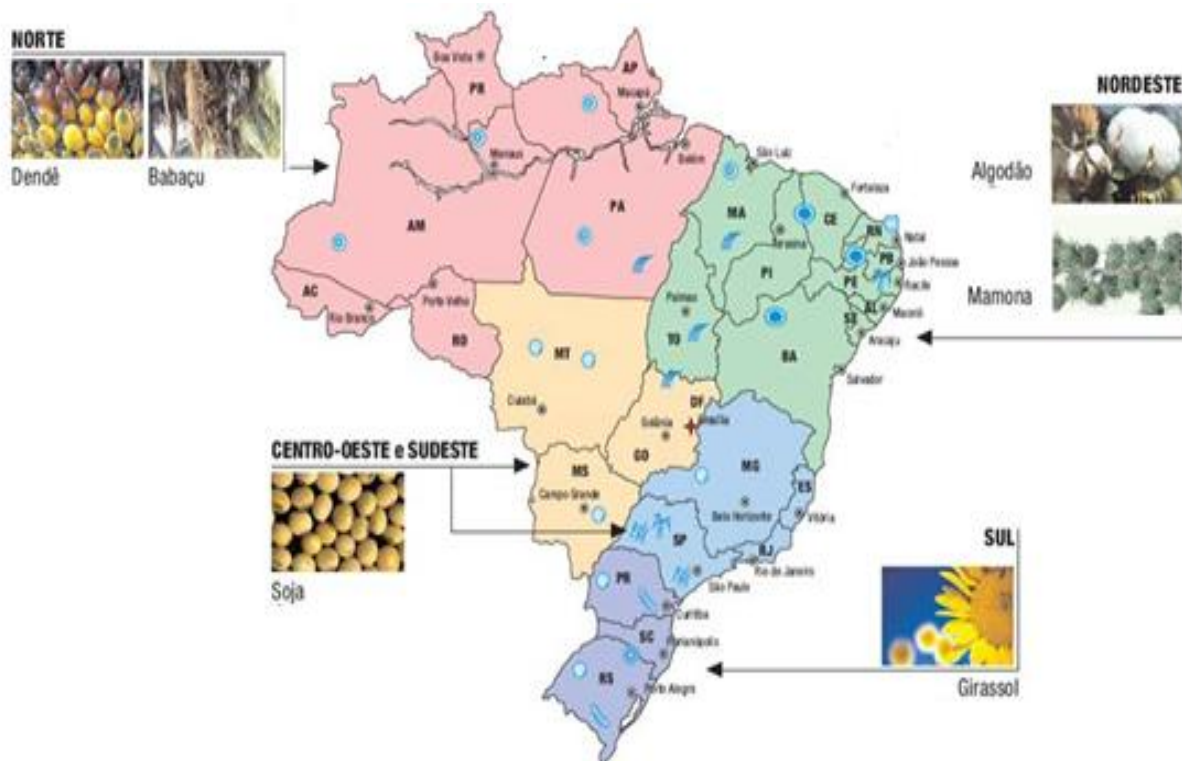 NORTE
Dendê
Babaçu
NORDESTE
Algodão
Mamona
CENTRO-OESTE e SUDESTE
Soja
SUL
Girassol
Boa Vista
PR
AP
Macapá
Manaus
Belém
AM
PA
AC
Rio Branco
Porto Velho
RO
São Luiz
MA
Teresina
Fortaleza
CE
RN
Natal
PB
João Pessoa
PE
Recife
PI
AL
Maceió
SE
Aracaju
Palmas
TO
BA
Salvador
MT
Cuiabá
DF
Brasília
Goiânia
GO
MS
Campo Grande
MG
Belo Horizonte
ES
Vitória
SP
São Paulo
RJ
Rio de Janeiro
PR
Curitiba
SC
Florianópolis
RS
Porto Alegre